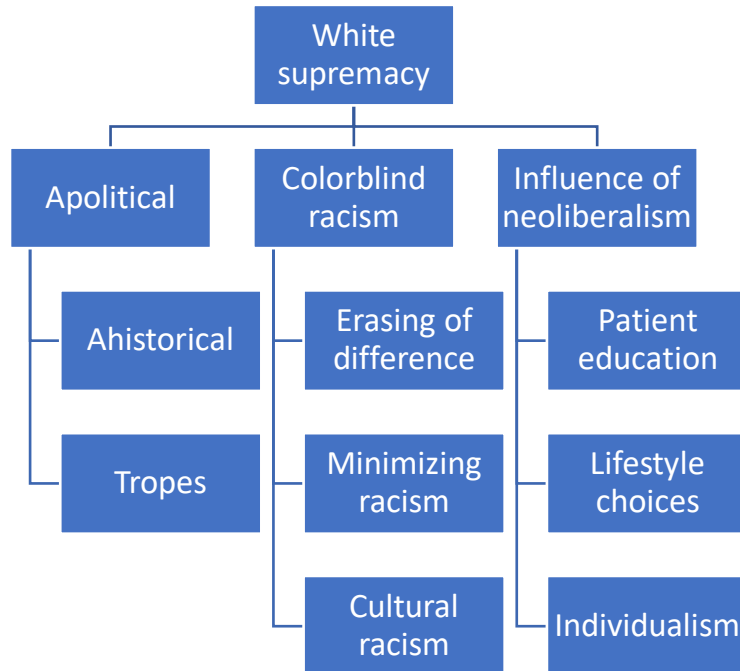 White
supremacy
Apolitical
Colorblind
racism
Influence of
neoliberalism
Ahistorical
Tropes
Erasing of
difference
Minimizing
racism
Cultural
racism
Patient
education
Lifestyle
choices
Individualism